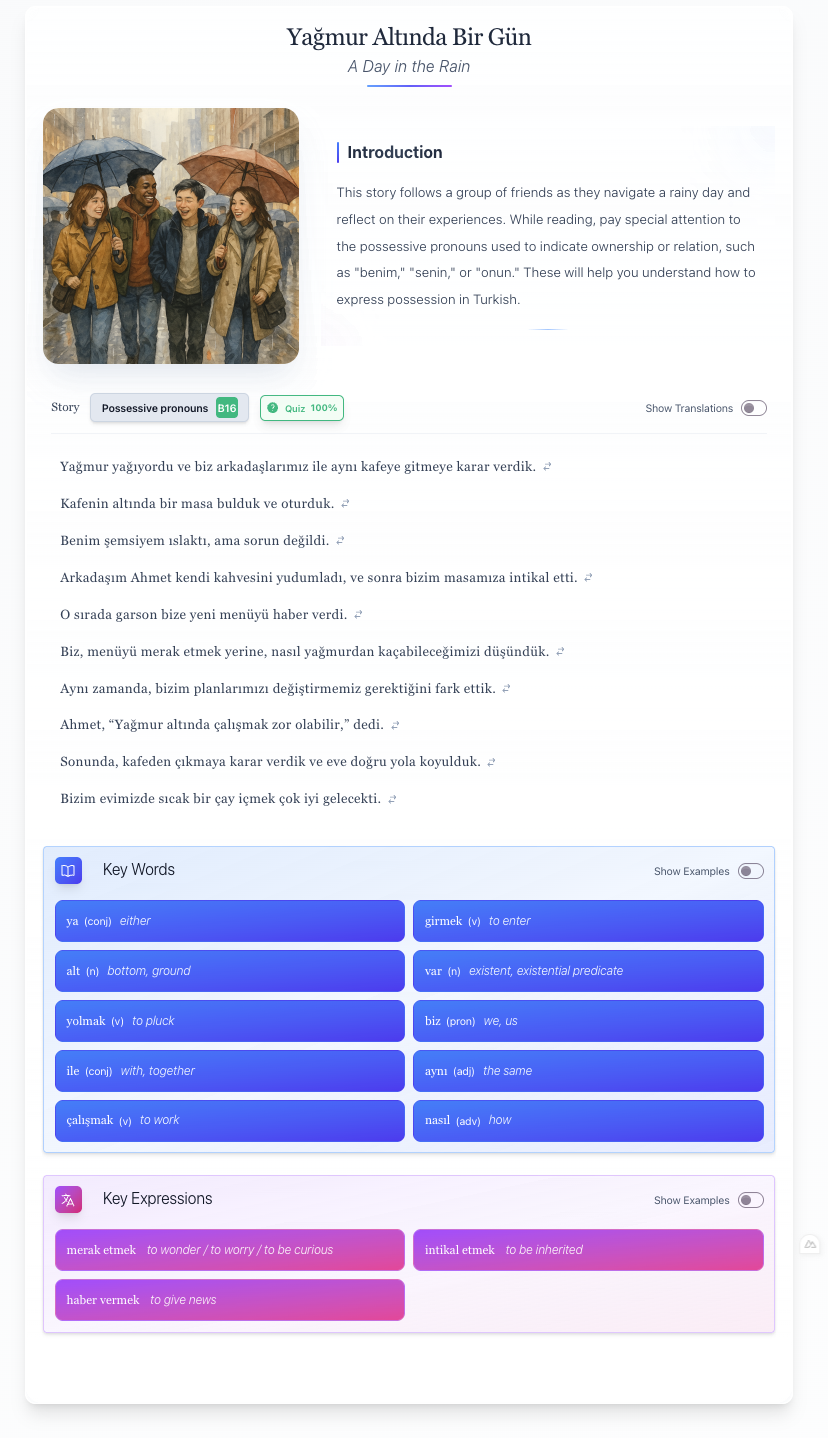 Yağmur Altında Bir Gün
A Day in the Rain
Introduction
This story follows a group of friends as they navigate a rainy day and
reflect on their experiences. While reading, pay special attention to
the possessive pronouns used to indicate ownership or relation, such
as "benim," "senin," or "onun." These will help you understand how to
express possession in Turkish.
Story Possessive pronouns B16 ? Quiz 100% Show Translations
Yağmur yağıyordu ve biz arkadaşlarımız ile aynı kafeye gitmeye karar verdik.
Kafenin altında bir masa bulduk ve oturduk.
Benim şemsiyem ıslaktı, ama sorun değildi.
Arkadaşım Ahmet kendi kahvesini yudumladı, ve sonra bizim masamıza intikal etti.
O sırada garson bize yeni menüyü haber verdi.
Biz, menüyü merak etmek yerine, nasıl yağmurdan kaçabileceğimizi düşündük.
Aynı zamanda, bizim planlarımızı değiştirmemiz gerektiğini fark ettik.
Ahmet, “Yağmur altında çalışmak zor olabilir,” dedi.
Sonunda, kafeden çıkmaya karar verdik ve eve doğru yola koyulduk.
Bizim evimizde sıcak bir çay içmek çok iyi gelecekti.
Key Words Show Examples
ya (conj) either
girmek (v) to enter
alt (n) bottom, ground
var (n) existent, existential predicate
yolmak (v) to pluck
biz (pron) we, us
ile (conj) with, together
aynı (adj) the same
çalışmak (v) to work
nasıl (adv) how
Key Expressions Show Examples
merak etmek to wonder / to worry / to be curious
intikal etmek to be inherited
haber vermek to give news